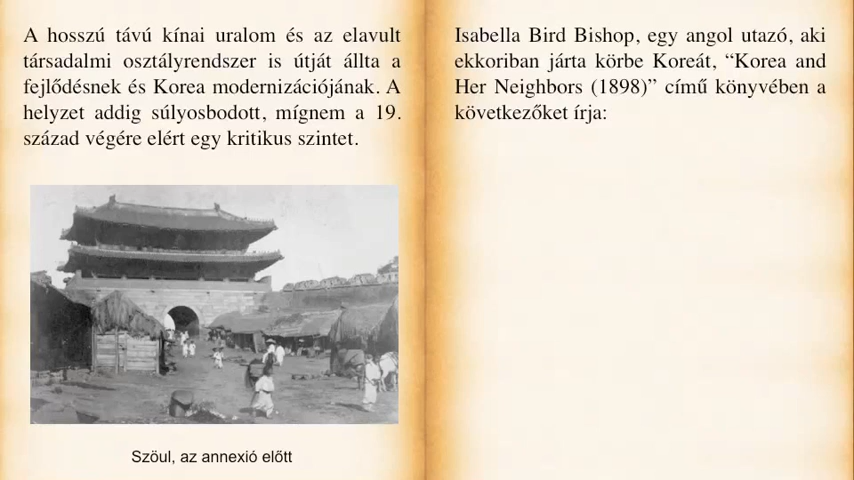 A hosszú távú kínai uralom és az elavult
társadalmi osztályrendszer is útját állta a
fejlődésnek és Korea modernizációjának. A
helyzet addig súlyosbodott, mígnem a 19.
század végére elért egy kritikus szintet.
Szöul, az annexió előtt
Isabella Bird Bishop, egy angol utazó, aki
ekkoriban járta körbe Koreát, “Korea and
Her Neighbors (1898)” című könyvében a
következőket írja: